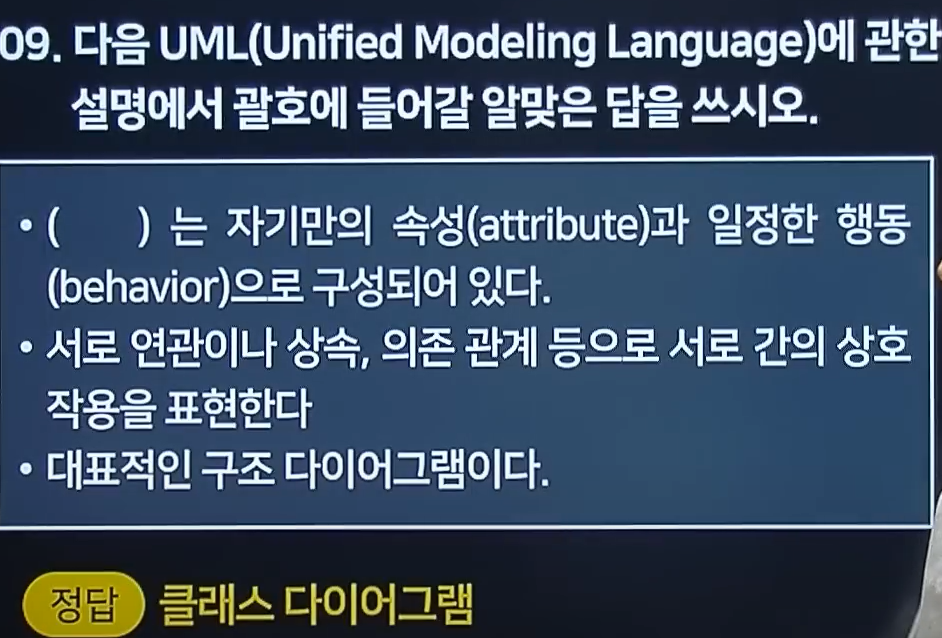 09. 다음 UML(Unified Modeling Language)에 관한
설명에서 괄호에 들어갈 알맞은 답을 쓰시오.
• (      ) 는 자기만의 속성(attribute)과 일정한 행동
(behavior)으로 구성되어 있다.
• 서로 연관이나 상속, 의존 관계 등으로 서로 간의 상호
작용을 표현한다
• 대표적인 구조 다이어그램이다.
정답 클래스 다이어그램